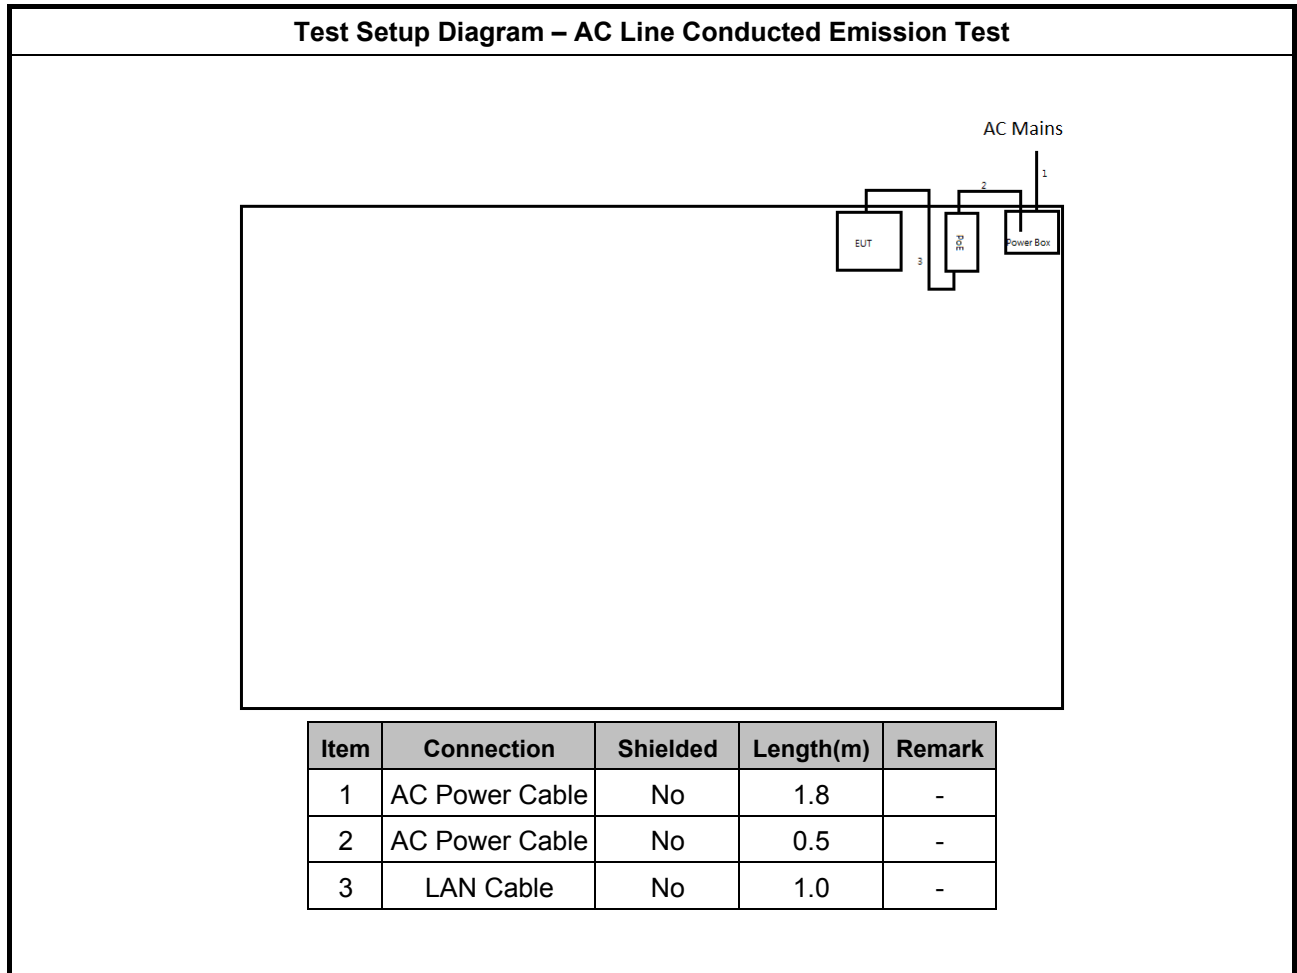 Test Setup Diagram – AC Line Conducted Emission Test
AC Mains
1
2
EUT
PoE
Power Box
3
Item Connection Shielded Length(m) Remark
1 AC Power Cable No 1.8 -
2 AC Power Cable No 0.5 -
3 LAN Cable No 1.0 -